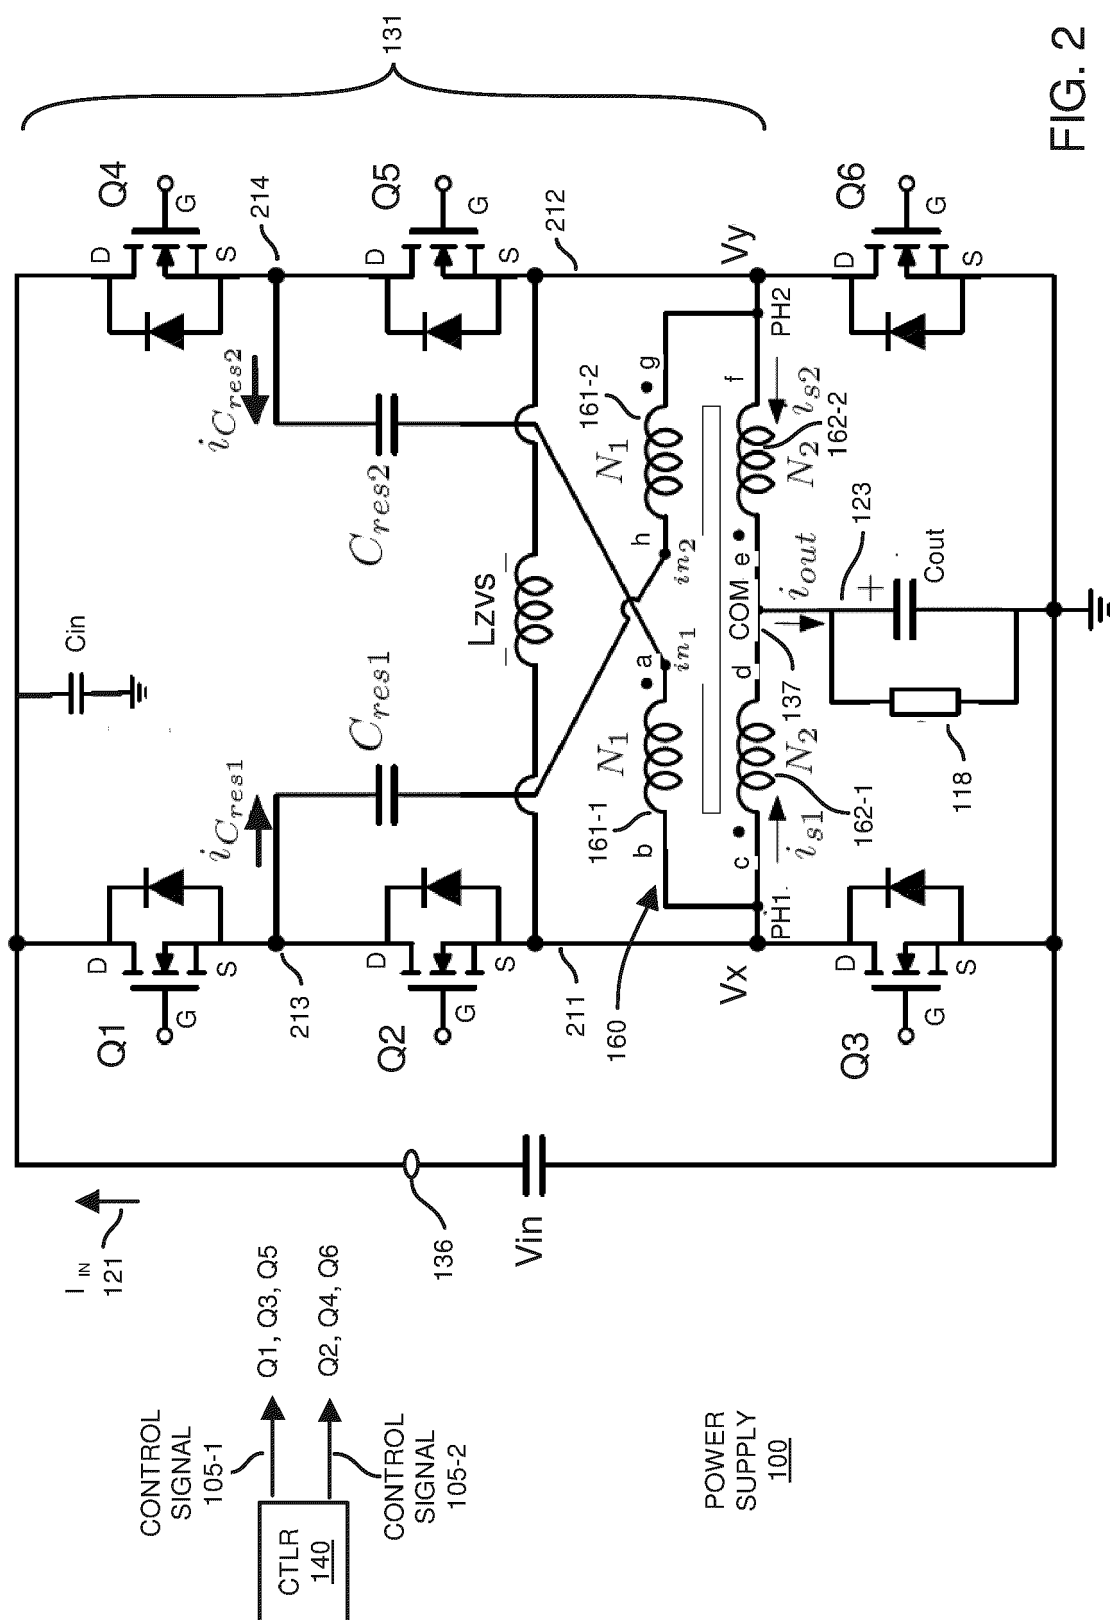 131
Q4
D
G
S
214
Q5
D
G
S
212
Vy
Q6
D
G
S
PH2
iCres2
Cres2
161-2
g
N1
h
in2
f
is2
N2
162-2
e
COM
iout
123
+
Cout
Cin
Lzvs
iCres1
Cres1
a
in1
N1
161-1
b
d
137
N2
162-1
c
is1
118
PH1
160
Q1
D
G
S
213
Q2
D
G
S
211
Vx
Q3
D
G
S
136
Vin
I IN
121
CONTROL
SIGNAL
105-1
Q1, Q3, Q5
Q2, Q4, Q6
CONTROL
SIGNAL
105-2
CTLR
140
POWER
SUPPLY
100
FIG. 2